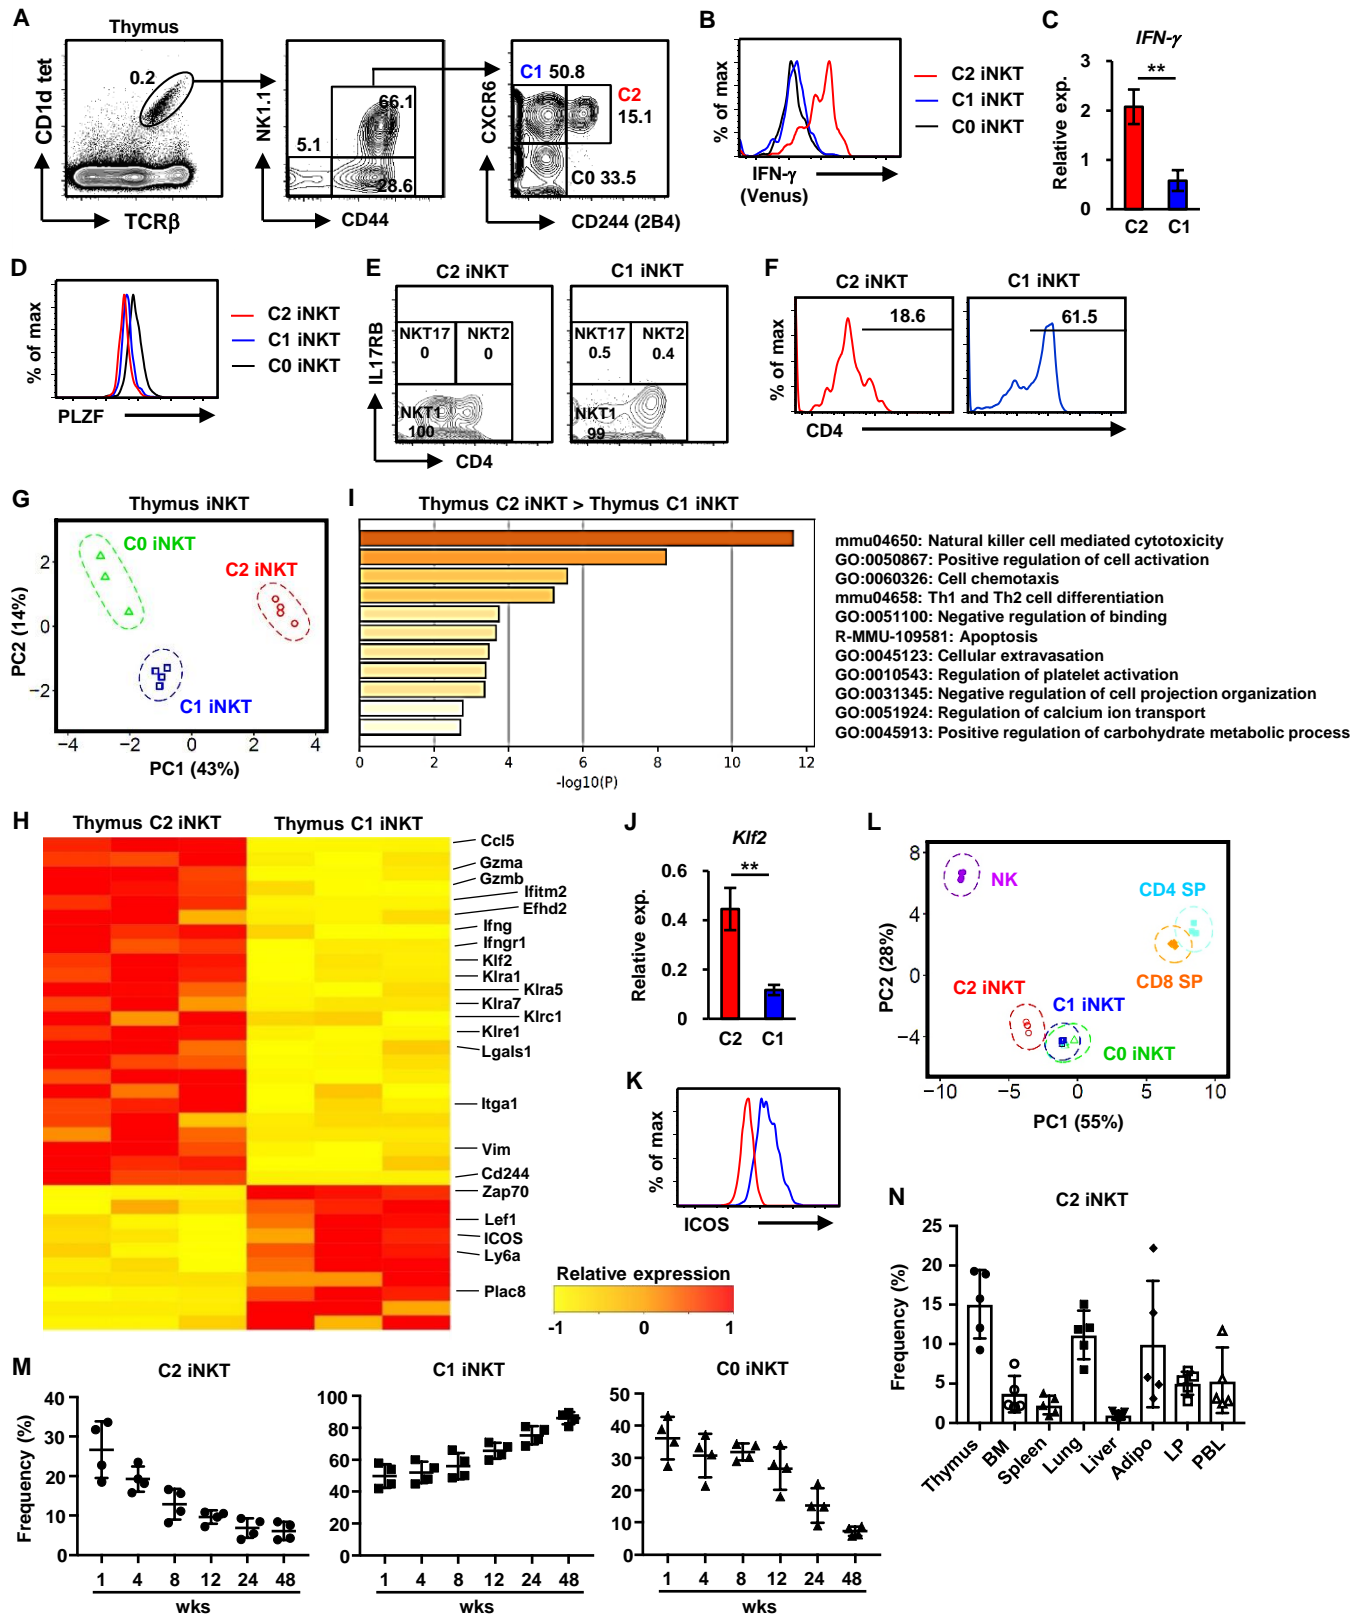 A
Thymus
CD1d tet
0.2
TCRβ
NK1.1
66.1
5.1
28.6
CD44
CXCR6
C1 50.8
C2
15.1
C0 33.5
CD244 (2B4)
B
% of max
IFN-γ
(Venus)
C2 iNKT
C1 iNKT
C0 iNKT
C
IFN-γ
**
Relative exp.
3
2
1
0
C2 C1
D
% of max
PLZF
C2 iNKT
C1 iNKT
C0 iNKT
E
C2 iNKT C1 iNKT
IL17RB
NKT17 NKT2
0 0
NKT1
100
NKT17 NKT2
0.5 0.4
NKT1
99
CD4
F
C2 iNKT C1 iNKT
% of max
18.6
61.5
CD4
G
Thymus iNKT
C0 iNKT
C2 iNKT
C1 iNKT
PC2 (14%)
2
0
−2
−4 −2 0 2 4
PC1 (43%)
I
Thymus C2 iNKT > Thymus C1 iNKT
mmu04650: Natural killer cell mediated cytotoxicity
GO:0050867: Positive regulation of cell activation
GO:0060326: Cell chemotaxis
mmu04658: Th1 and Th2 cell differentiation
GO:0051100: Negative regulation of binding
R-MMU-109581: Apoptosis
GO:0045123: Cellular extravasation
GO:0010543: Regulation of platelet activation
GO:0031345: Negative regulation of cell projection organization
GO:0051924: Regulation of calcium ion transport
GO:0045913: Positive regulation of carbohydrate metabolic process
0 2 4 6 8 10 12
-log10(P)
H
Thymus C2 iNKT Thymus C1 iNKT
Ccl5
Gzma
Gzmb
Ifitm2
Efhd2
Ifng
Ifngr1
Klf2
Klra1
Klra5
Klra7
Klrc1
Klre1
Lgals1
Itga1
Vim
Cd244
Zap70
Lef1
ICOS
Ly6a
Plac8
Relative expression
-1 0 1
J
Klf2
**
Relative exp.
0.6
0.4
0.2
0
C2 C1
K
% of max
ICOS
L
NK
CD4 SP
CD8 SP
C2 iNKT
C1 iNKT
C0 iNKT
PC2 (28%)
8
4
0
−4
−10 −5 0 5 10
PC1 (55%)
M
C2 iNKT
Frequency (%)
40
30
20
10
0
1 4 8 12 24 48
wks
C1 iNKT
100
80
60
40
20
0
1 4 8 12 24 48
wks
C0 iNKT
50
40
30
20
10
0
1 4 8 12 24 48
wks
N
C2 iNKT
Frequency (%)
25
20
15
10
5
0
Thymus BM Spleen Lung Liver Adipo LP PBL